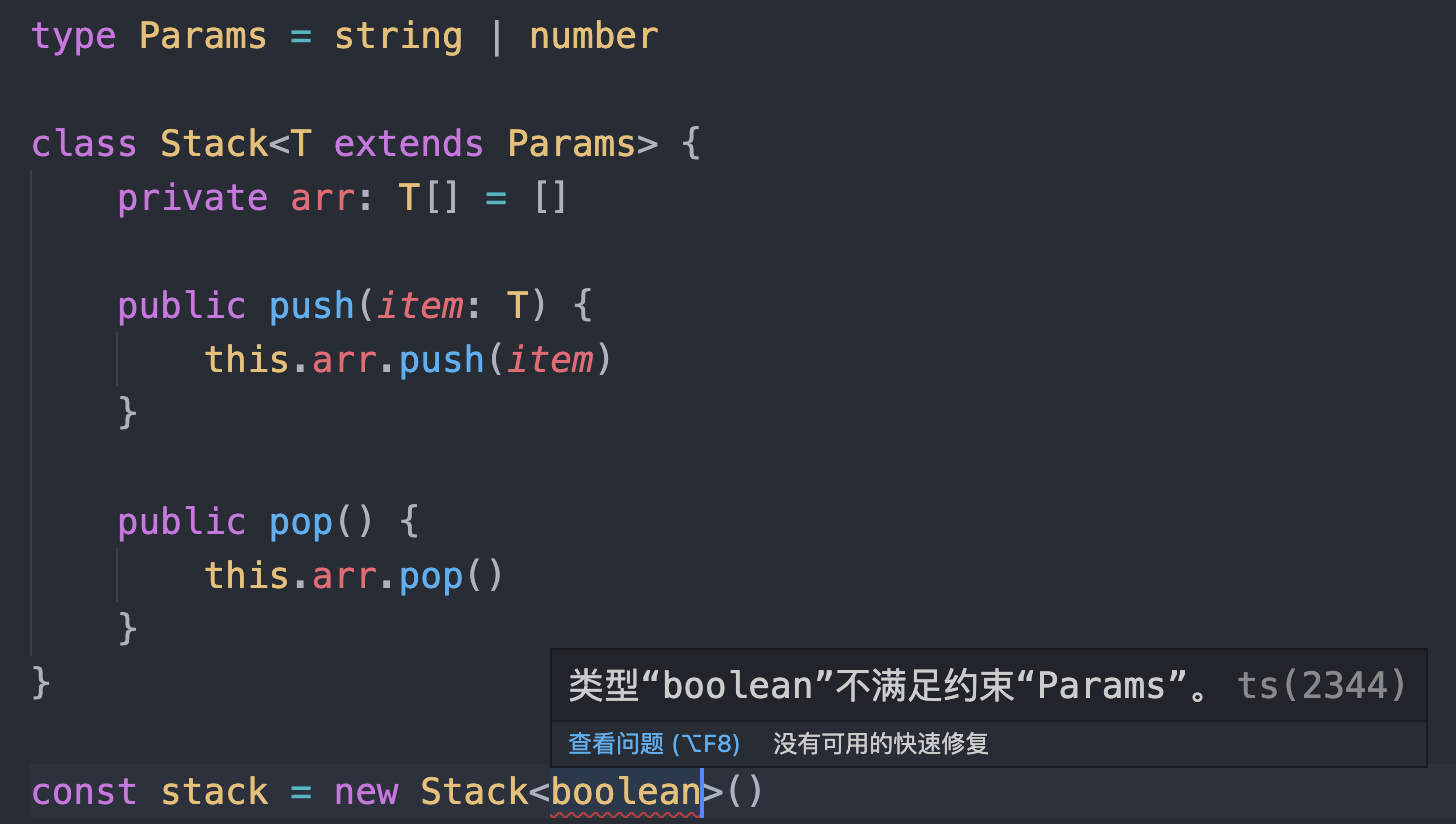 type Params = string | number
class Stack<T extends Params> {
    private arr: T[] = []
    public push(item: T) {
        this.arr.push(item)
    }
    public pop() {
        this.arr.pop()
    }
}
类型“boolean”不满足约束“Params”。 ts(2344)
查看问题 (⌥F8) 没有可用的快速修复
const stack = new Stack<boolean>()